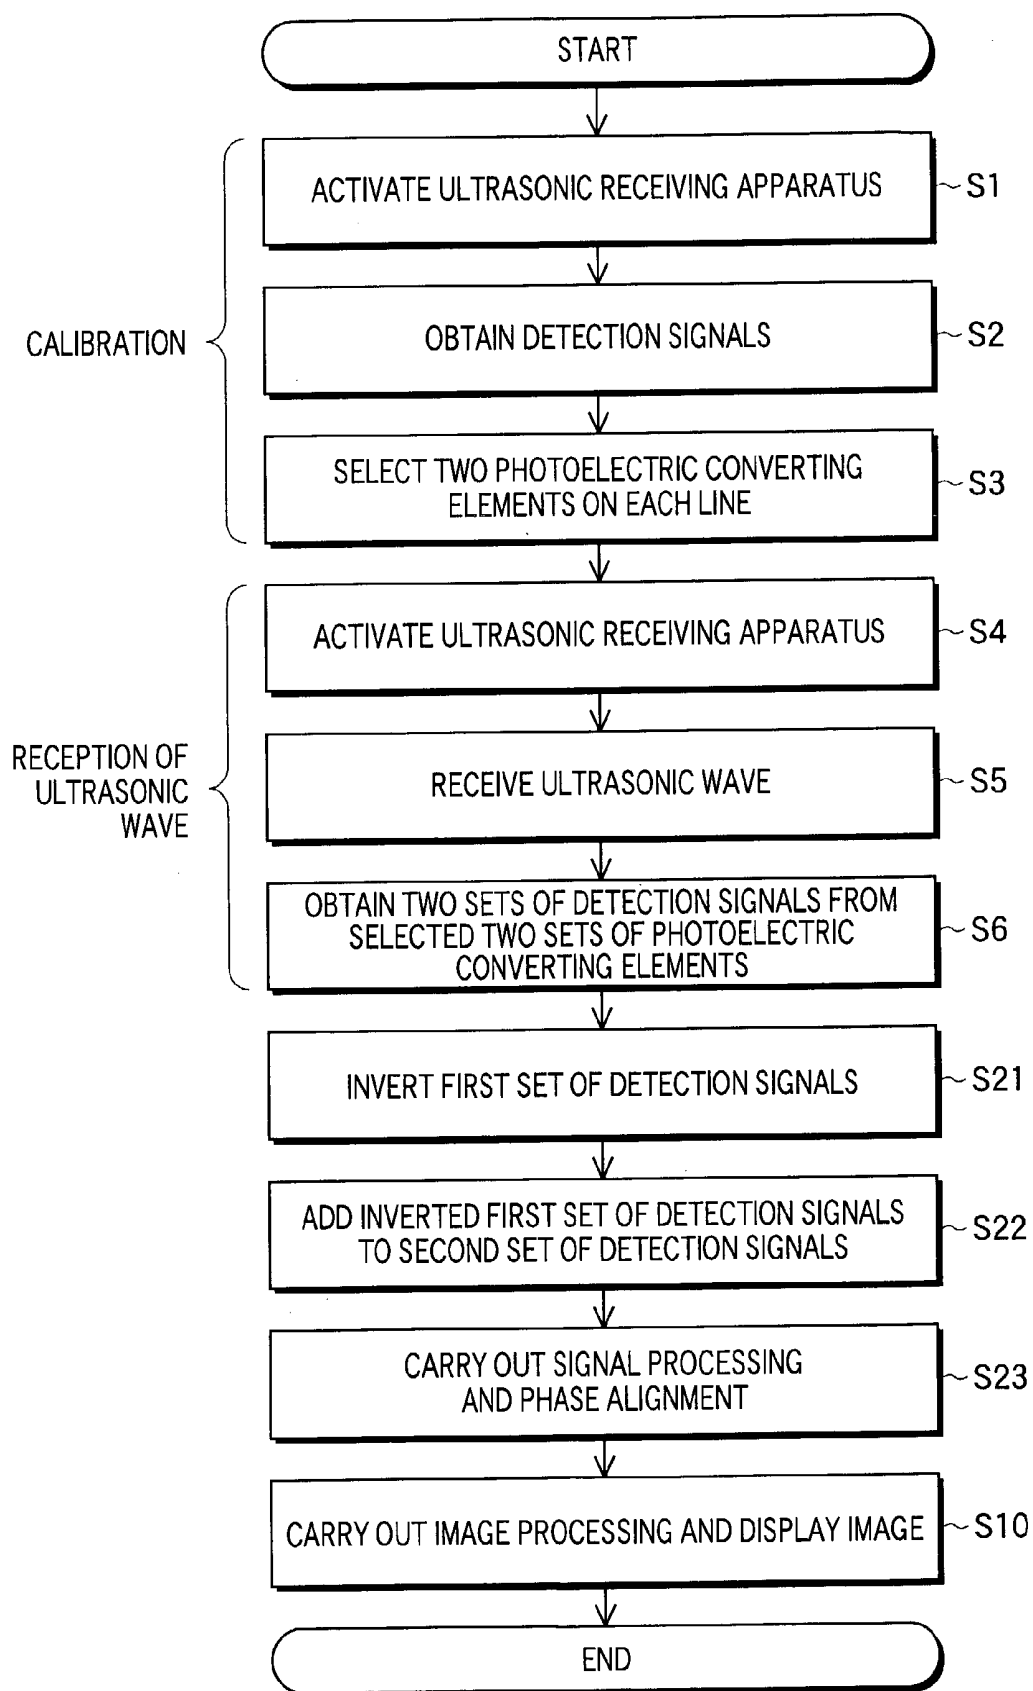 START
ACTIVATE ULTRASONIC RECEIVING APPARATUS
S1
CALIBRATION
OBTAIN DETECTION SIGNALS
S2
SELECT TWO PHOTOELECTRIC CONVERTING
ELEMENTS ON EACH LINE
S3
ACTIVATE ULTRASONIC RECEIVING APPARATUS
S4
RECEPTION OF
ULTRASONIC
WAVE
RECEIVE ULTRASONIC WAVE
S5
OBTAIN TWO SETS OF DETECTION SIGNALS FROM
SELECTED TWO SETS OF PHOTOELECTRIC
CONVERTING ELEMENTS
S6
INVERT FIRST SET OF DETECTION SIGNALS
S21
ADD INVERTED FIRST SET OF DETECTION SIGNALS
TO SECOND SET OF DETECTION SIGNALS
S22
CARRY OUT SIGNAL PROCESSING
AND PHASE ALIGNMENT
S23
CARRY OUT IMAGE PROCESSING AND DISPLAY IMAGE
S10
END